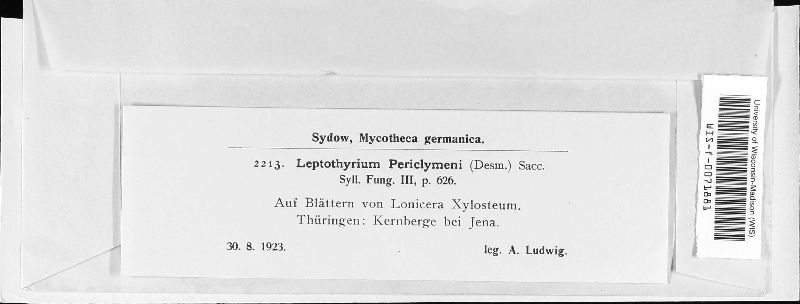 Sydow, Mycotheca germanica.
2213. Leptothyrium Periclymeni (Desm.) Sacc.
Syll. Fung. III, p. 626.
Auf Blättern von Lonicera Xylosteum.
Thüringen: Kernberge bei Jena.
30. 8. 1923. leg. A. Ludwig.
University of Wisconsin-Madison (WIS)
WIS-f-0071881